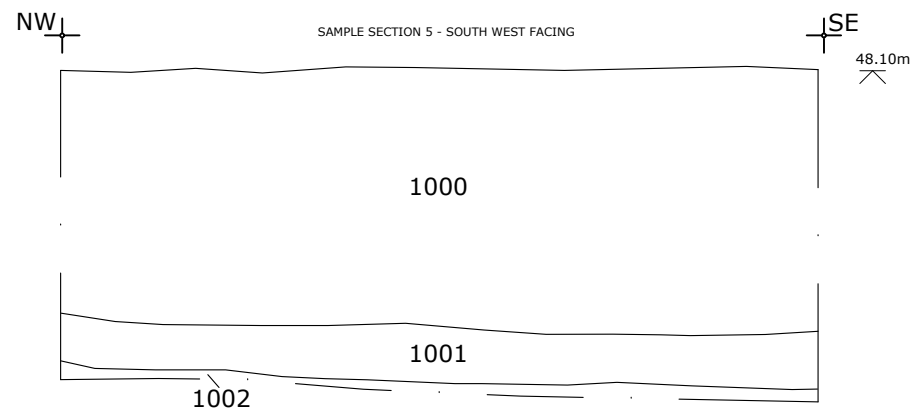 NW
SAMPLE SECTION 5 - SOUTH WEST FACING
SE
48.10m
1000
1001
1002